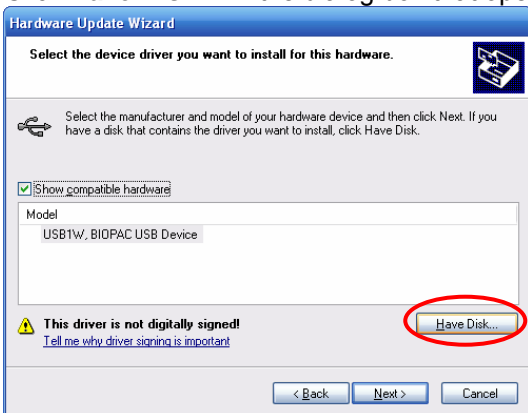 Hardware Update Wizard
Select the device driver you want to install for this hardware.
Select the manufacturer and model of your hardware device and then click Next. If you
have a disk that contains the driver you want to install, click Have Disk.
Show compatible hardware
Model
USB1W, BIOPAC USB Device
This driver is not digitally signed!
Tell me why driver signing is important
Have Disk...
< Back
Next >
Cancel